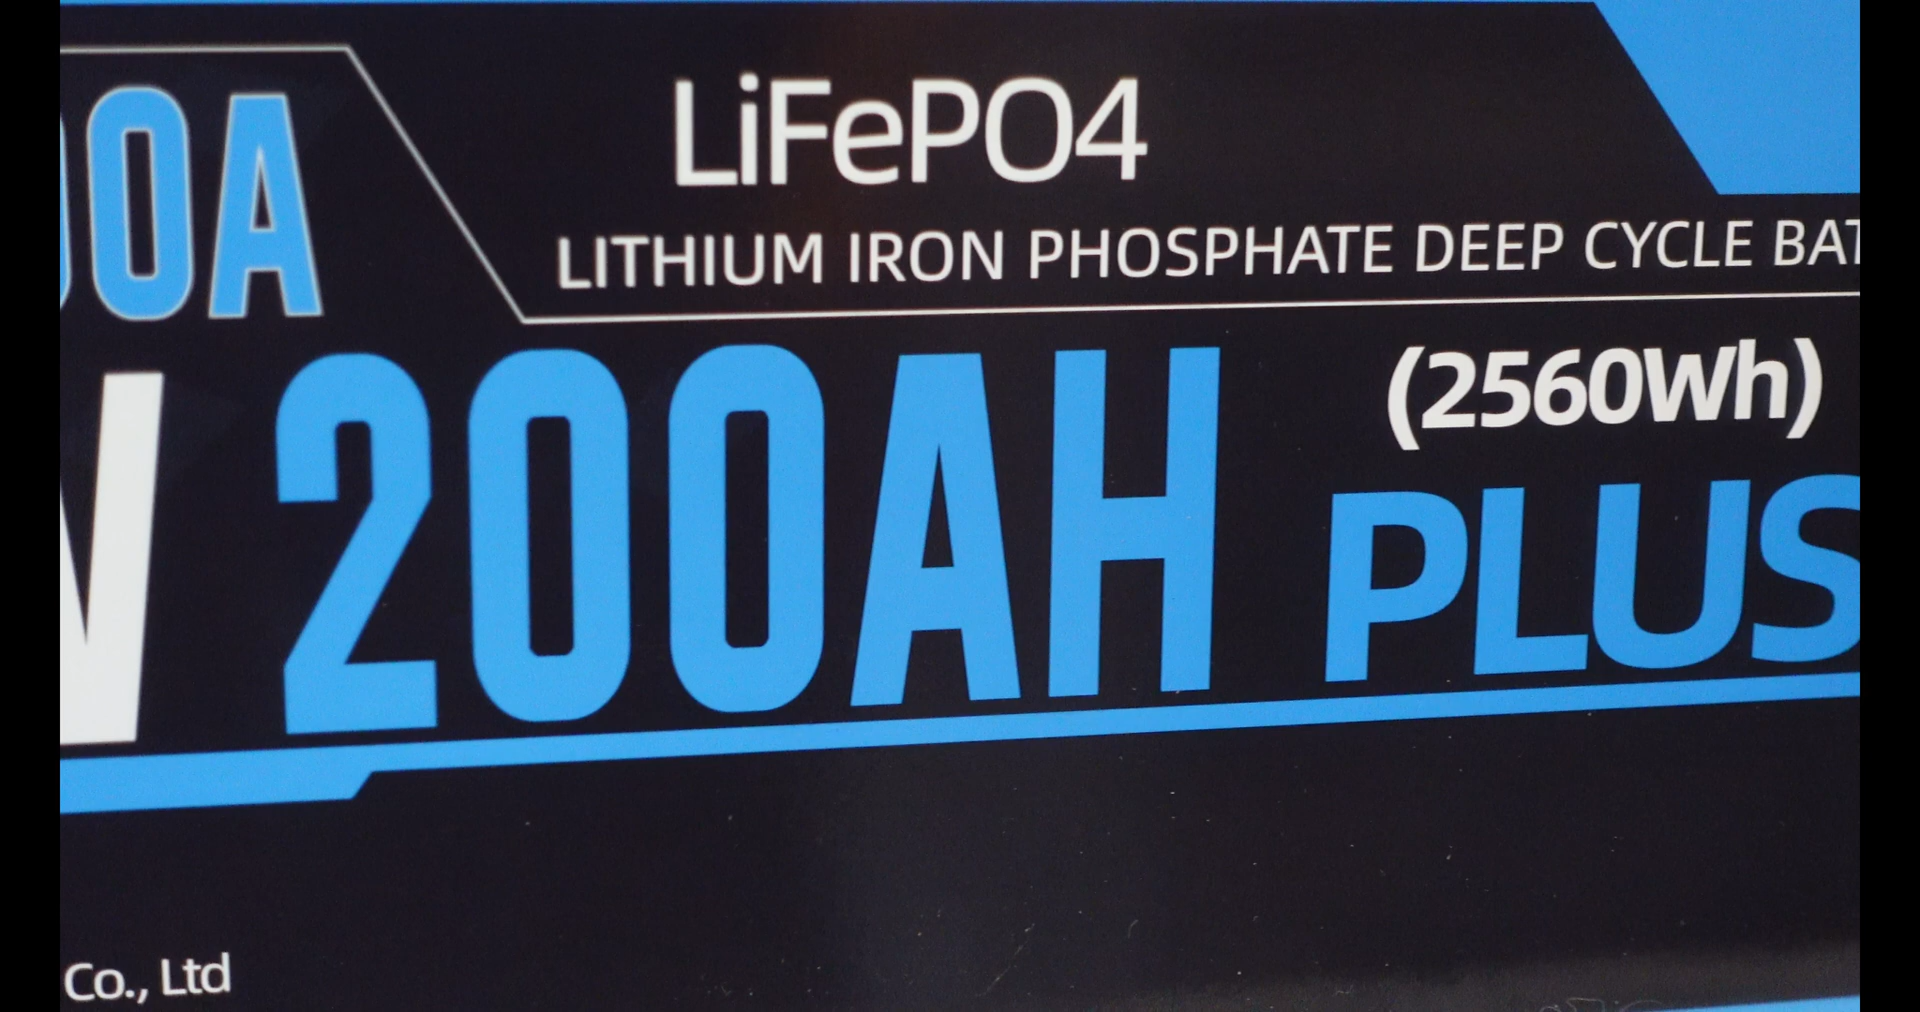 0A
LiFePO4
LITHIUM IRON PHOSPHATE DEEP CYCLE BAT
V 200AH PLUS
(2560Wh)
Co., Ltd